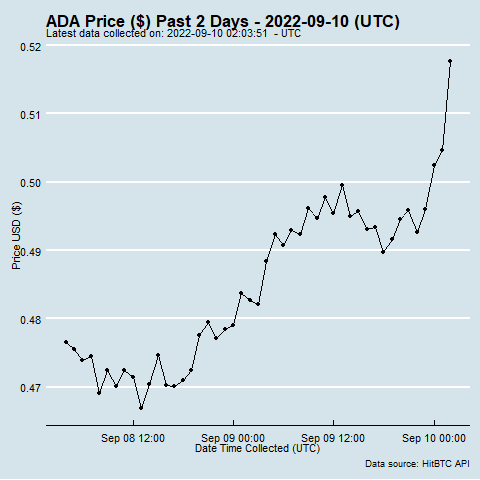 ADA Price ($) Past 2 Days - 2022-09-10 (UTC)
Latest data collected on: 2022-09-10 02:03:51 - UTC
0.52
0.51
0.50
0.49
0.48
0.47
Price USD ($)
Sep 08 12:00
Sep 09 00:00
Sep 09 12:00
Sep 10 00:00
Date Time Collected (UTC)
Data source: HitBTC API